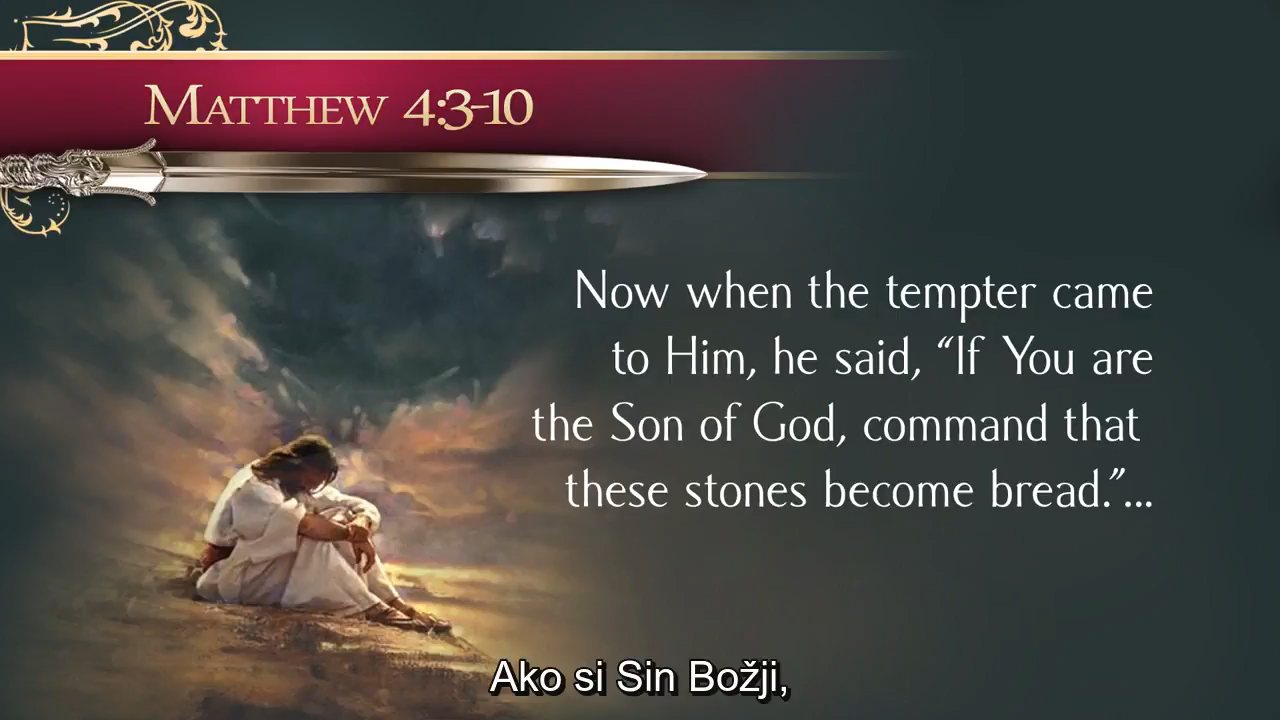 MATTHEW 4:3-10
Now when the tempter came
to Him, he said, “If You are
the Son of God, command that
these stones become bread.”...
Ako si Sin Božji,